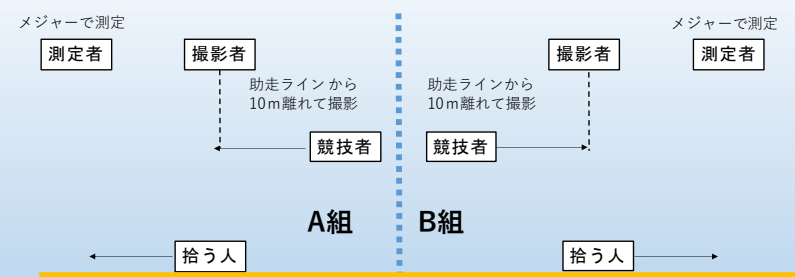 メジャーで測定
測定者
撮影者
助走ラインから
10m離れて撮影
競技者
A組
拾う人
メジャーで測定
撮影者
測定者
助走ラインから
10m離れて撮影
競技者
B組
拾う人